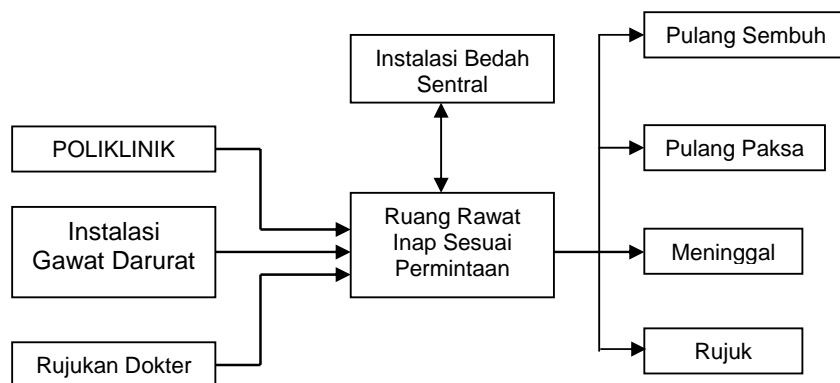 POLIKLINIK
Instalasi
Gawat Darurat
Rujukan Dokter
Instalasi Bedah
Sentral
Ruang Rawat
Inap Sesuai
Permintaan
Pulang Sembuh
Pulang Paksa
Meninggal
Rujuk